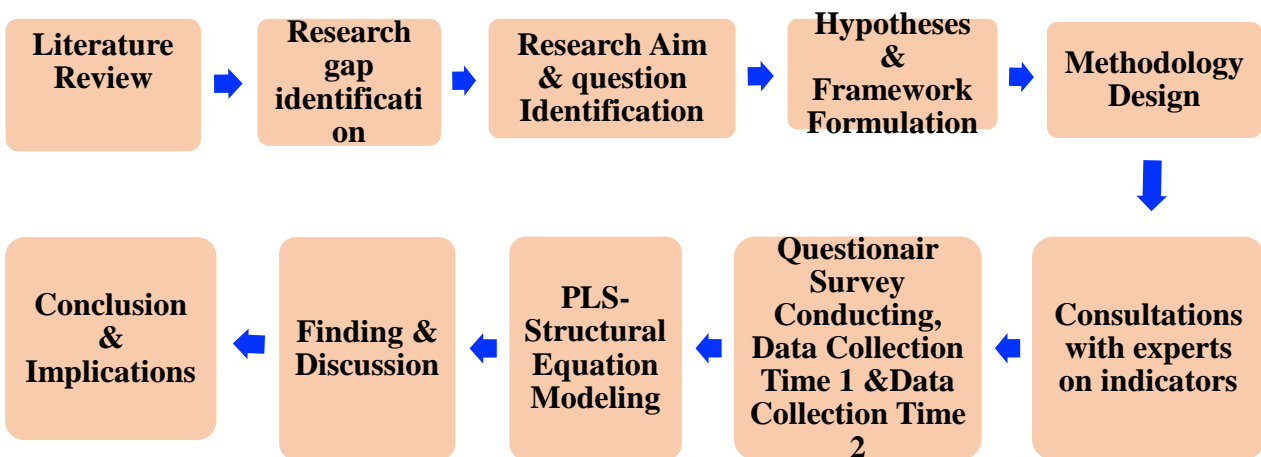 Literature
Review
Research
gap
identificati
on
Research Aim
& question
Identification
Hypotheses
&
Framework
Formulation
Methodology
Design
Consultations
with experts
on indicators
Questionair
Survey
Conducting,
Data Collection
Time 1 &Data
Collection Time
2
PLS-
Structural
Equation
Modeling
Finding &
Discussion
Conclusion
&
Implications